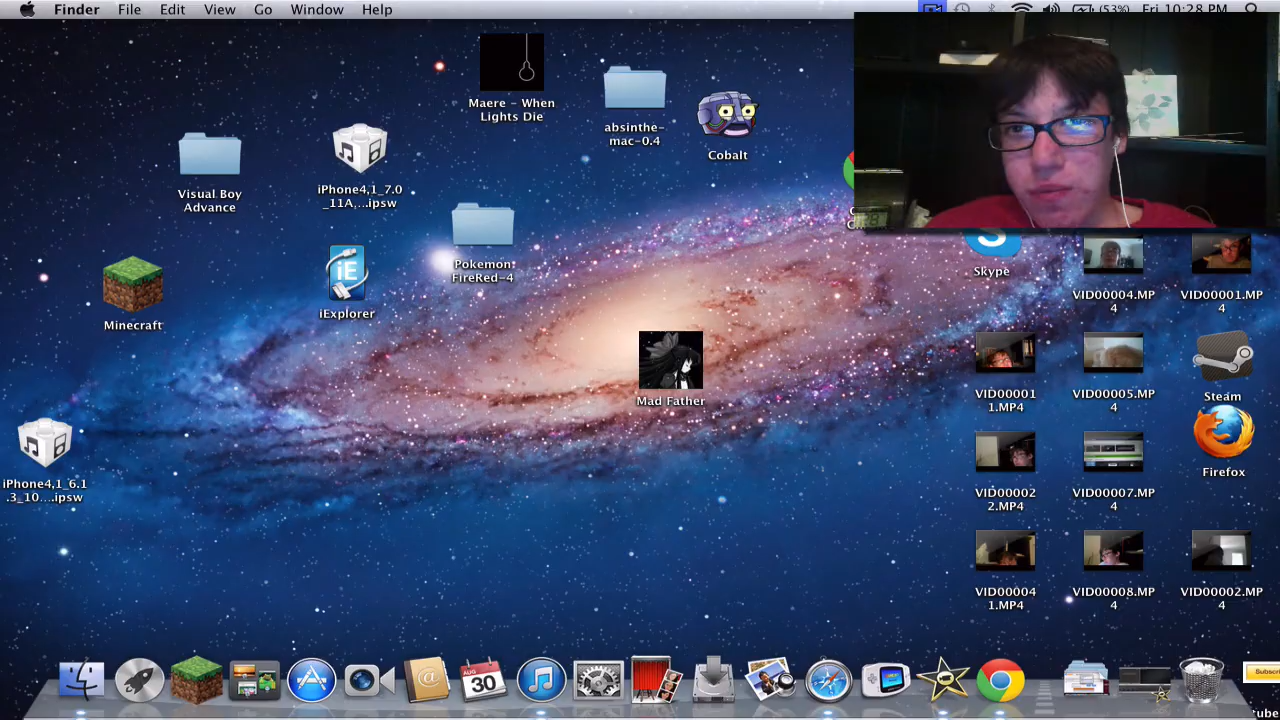 Finder File Edit View Go Window Help
(53%) Fri 10:28 PM
Maere – When
Lights Die
absinthe-
mac-0.4
Cobalt
Visual Boy
Advance
iPhone4,1_7.0
_11A,...ipsw
Pokemon
FireRed-4
iE
iExplorer
Minecraft
Mad Father
iPhone4,1_6.1
.3_10....ipsw
Skype
VID00004.MP
4
VID00001.MP
4
VID00001
1.MP4
VID00005.MP
4
Steam
Firefox
VID00002
2.MP4
VID00007.MP
4
VID00004
1.MP4
VID00008.MP
4
VID00002.MP
4
AUG
30